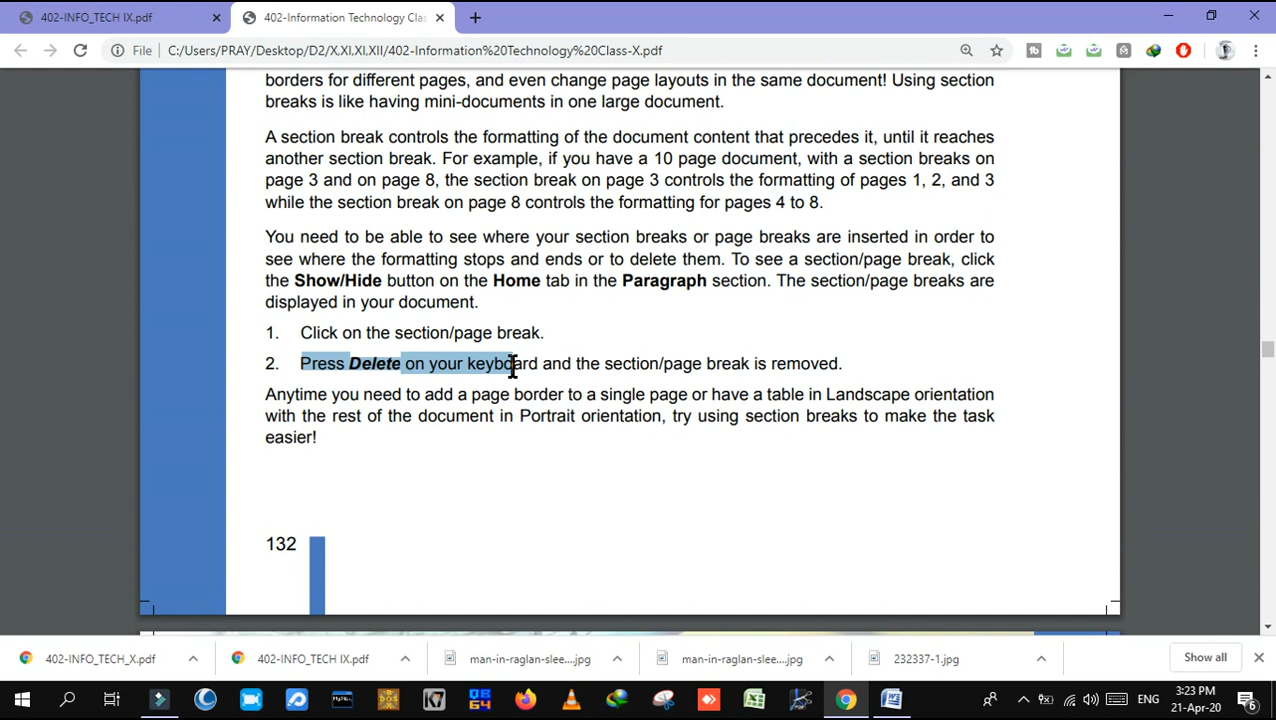 402-INFO_TECH IX.pdf
402-Information Technology Clas
File
C:/Users/PRAY/Desktop/D2/X,XI,XI,XII/402-Information%20Technology%20Class-X.pdf
borders for different pages, and even change page layouts in the same document! Using section
breaks is like having mini-documents in one large document.
A section break controls the formatting of the document content that precedes it, until it reaches
another section break. For example, if you have a 10 page document, with a section breaks on
page 3 and on page 8, the section break on page 3 controls the formatting of pages 1, 2, and 3
while the section break on page 8 controls the formatting for pages 4 to 8.
You need to be able to see where your section breaks or page breaks are inserted in order to
see where the formatting stops and ends or to delete them. To see a section/page break, click
the Show/Hide button on the Home tab in the Paragraph section. The section/page breaks are
displayed in your document.
1. Click on the section/page break.
2. Press Delete on your keyboard and the section/page break is removed.
Anytime you need to add a page border to a single page or have a table in Landscape orientation
with the rest of the document in Portrait orientation, try using section breaks to make the task
easier!
132
402-INFO_TECH_X.pdf
402-INFO_TECH IX.pdf
man-in-raglan-slee....jpg
man-in-raglan-slee....jpg
232337-1.jpg
Show all
ENG
3:23 PM
21-Apr-20
6